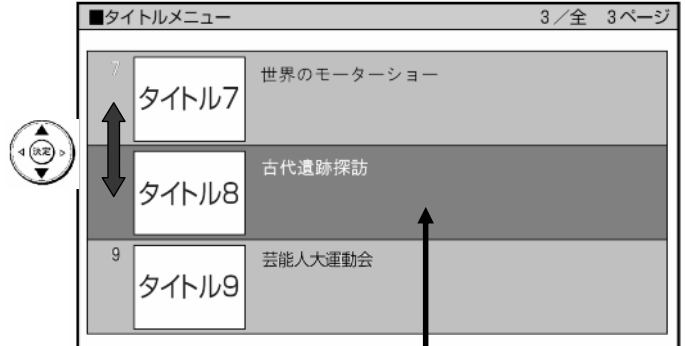 ■タイトルメニュー 3／全 3ページ
7
タイトル7
世界のモーターショー
決定
タイトル8
古代遺跡探訪
9
タイトル9
芸能人大運動会